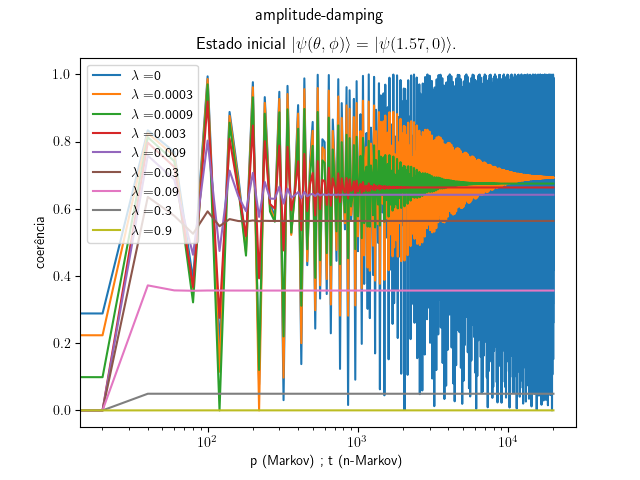 amplitude-damping
Estado inicial |ψ(θ, ϕ)⟩ = |ψ(1.57, 0)⟩.
1.0
0.8
0.6
0.4
0.2
0.0
coerência
λ =0
λ =0.0003
λ =0.0009
λ =0.003
λ =0.009
λ =0.03
λ =0.09
λ =0.3
λ =0.9
10²
10³
10⁴
p (Markov) ; t (n-Markov)